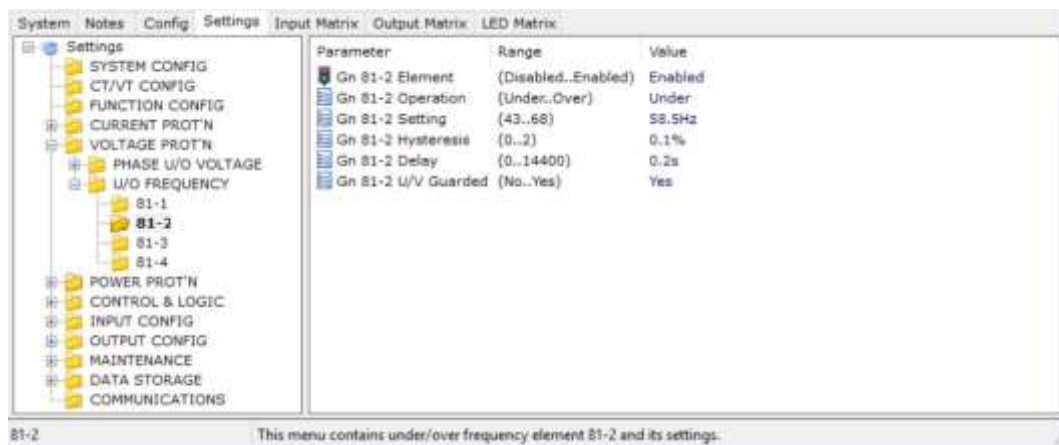 System Notes Config Settings Input Matrix Output Matrix LED Matrix
Settings
SYSTEM CONFIG
CT/VT CONFIG
FUNCTION CONFIG
CURRENT PROT'N
VOLTAGE PROT'N
PHASE U/O VOLTAGE
U/O FREQUENCY
81-1
81-2
81-3
81-4
POWER PROT'N
CONTROL & LOGIC
INPUT CONFIG
OUTPUT CONFIG
MAINTENANCE
DATA STORAGE
COMMUNICATIONS
Parameter Range Value
Gn 81-2 Element (Disabled..Enabled) Enabled
Gn 81-2 Operation (Under..Over) Under
Gn 81-2 Setting (43..68) 58.5Hz
Gn 81-2 Hysteresis (0..2) 0.1%
Gn 81-2 Delay (0..14400) 0.2s
Gn 81-2 U/V Guarded (No..Yes) Yes
81-2 This menu contains under/over frequency element 81-2 and its settings.